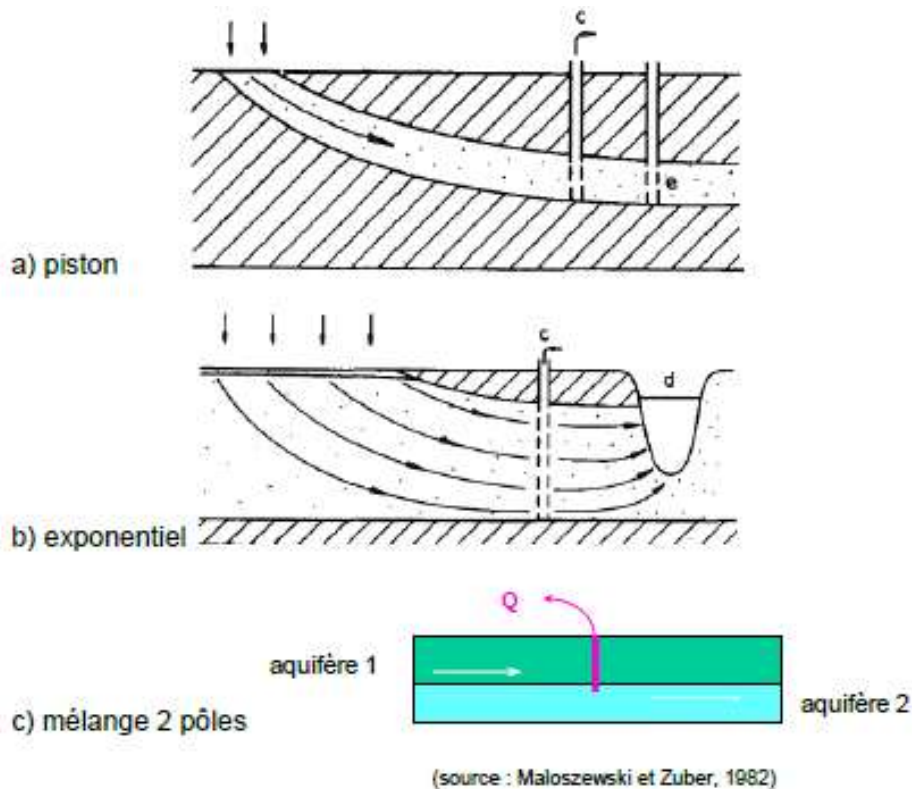 c
e
a) piston
c
d
b) exponentiel
Q
aquifère 1
aquifère 2
c) mélange 2 pôles
(source : Maloszewski et Zuber, 1982)